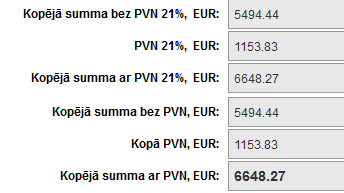 Kopējā summa bez PVN 21%, EUR: 5494.44
PVN 21%, EUR: 1153.83
Kopējā summa ar PVN 21%, EUR: 6648.27
Kopējā summa bez PVN, EUR: 5494.44
Kopā PVN, EUR: 1153.83
Kopējā summa ar PVN, EUR: 6648.27